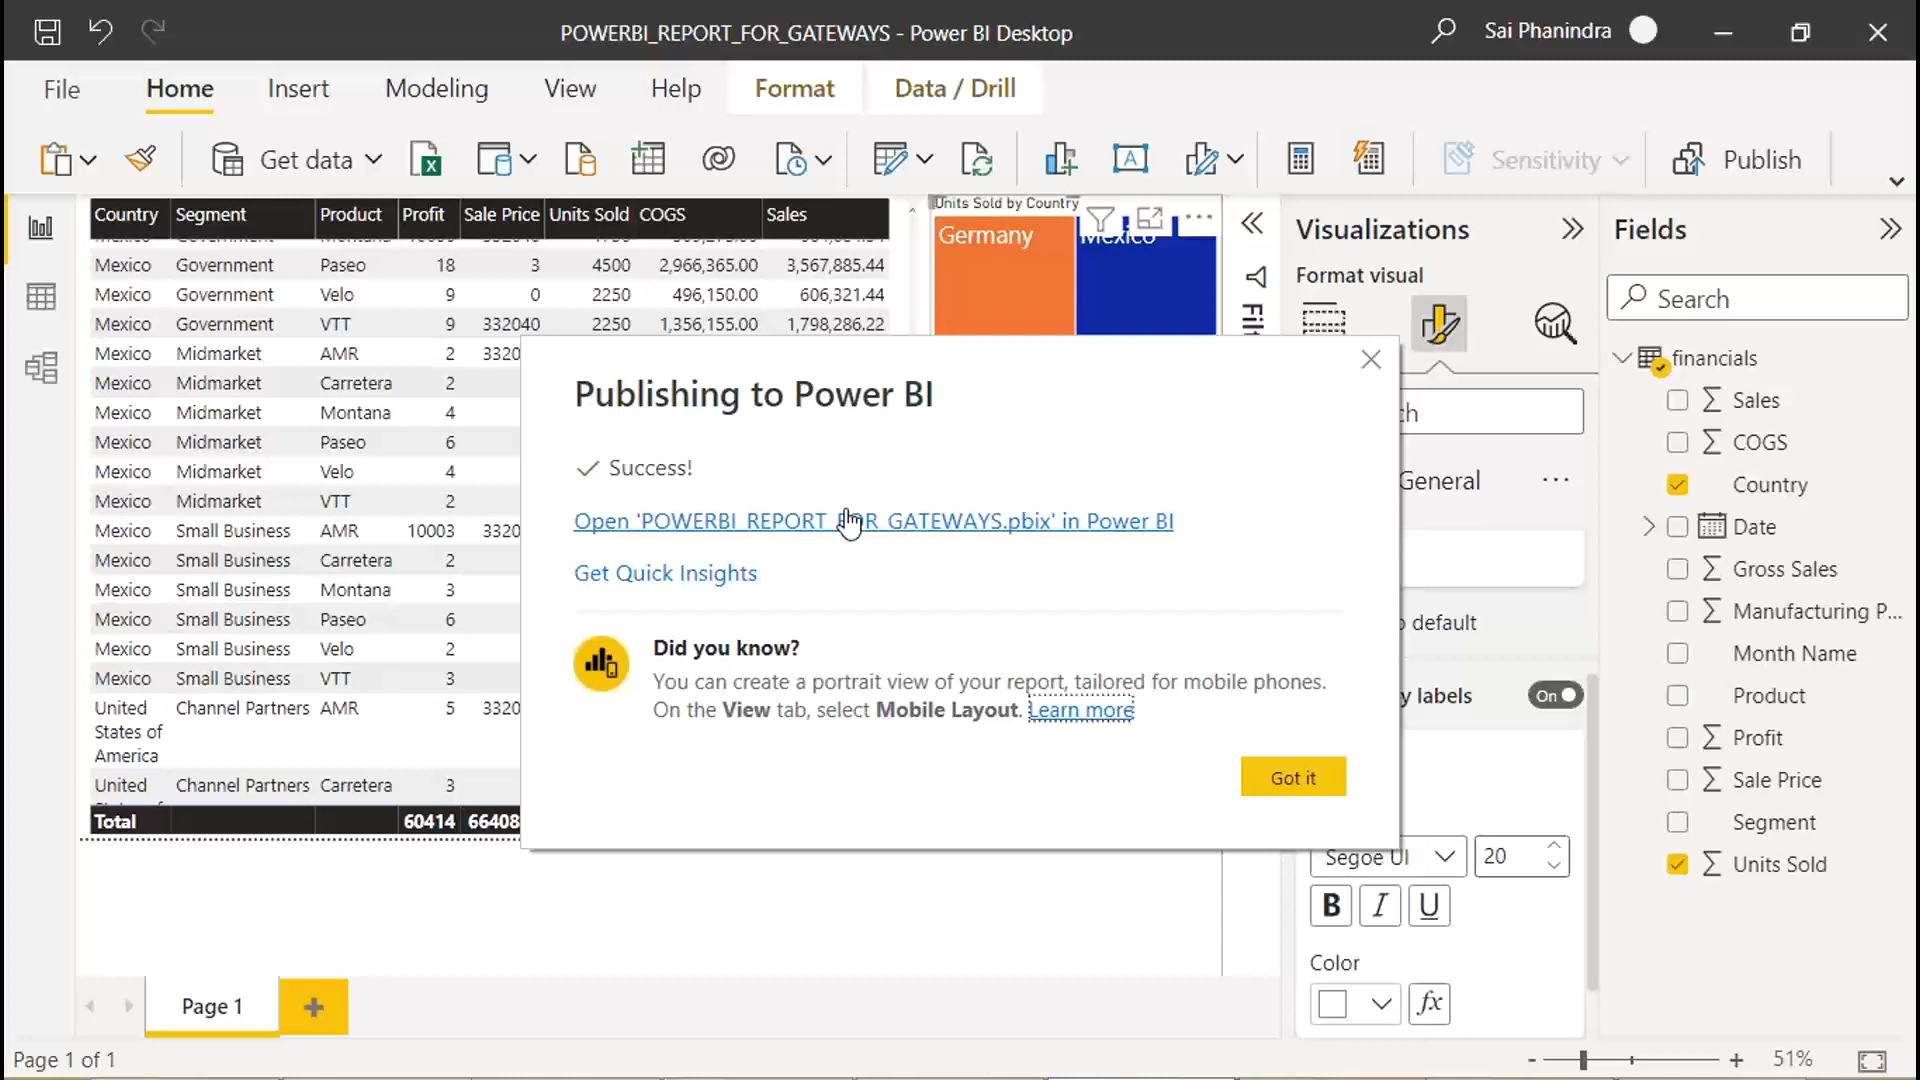 POWERBI_REPORT_FOR_GATEWAYS - Power BI Desktop
Sai Phanindra
File Home Insert Modeling View Help Format Data / Drill
Get data
Sensitivity
Publish
Country Segment Product Profit Sale Price Units Sold COGS Sales
Mexico Government Paseo 18 3 4500 2,966,365.00 3,567,885.44
Mexico Government Velo 9 0 2250 496,150.00 606,321.44
Mexico Government VTT 9 332040 2250 1,356,155.00 1,798,286.22
Mexico Midmarket AMR 2 3320
Mexico Midmarket Carretera 2
Mexico Midmarket Montana 4
Mexico Midmarket Paseo 6
Mexico Midmarket Velo 4
Mexico Midmarket VTT 2
Mexico Small Business AMR 10003 3320
Mexico Small Business Carretera 2
Mexico Small Business Montana 3
Mexico Small Business Paseo 6
Mexico Small Business Velo 2
Mexico Small Business VTT 3
United Channel Partners AMR 5 3320
States of
America
United Channel Partners Carretera 3
Total 60414 66408
Units Sold by Country
Germany
Mexico
Publishing to Power BI
Success!
Open 'POWERBI_REPORT_FOR_GATEWAYS.pbix' in Power BI
Get Quick Insights
Did you know?
You can create a portrait view of your report, tailored for mobile phones.
On the View tab, select Mobile Layout. Learn more
Got it
Visualizations
Format visual
ch
General
o default
y labels
On
Segoe UI
20
B I U
Color
fx
Fields
Search
financials
Sales
COGS
Country
Date
Gross Sales
Manufacturing P...
Month Name
Product
Profit
Sale Price
Segment
Units Sold
Page 1
+
Page 1 of 1
- + 51%